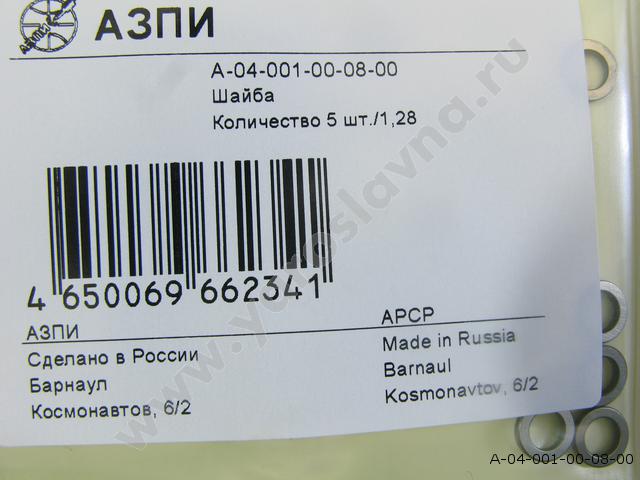 АЗПИ
А-04-001-00-08-00
Шайба
Количество 5 шт./1,28
4 650069 662341
АЗПИ
Сделано в России
Барнаул
Космонавтов, 6/2
APCP
Made in Russia
Barnaul
Kosmonavtov, 6/2
www.yaroslavna.ru
А-04-001-00-08-00